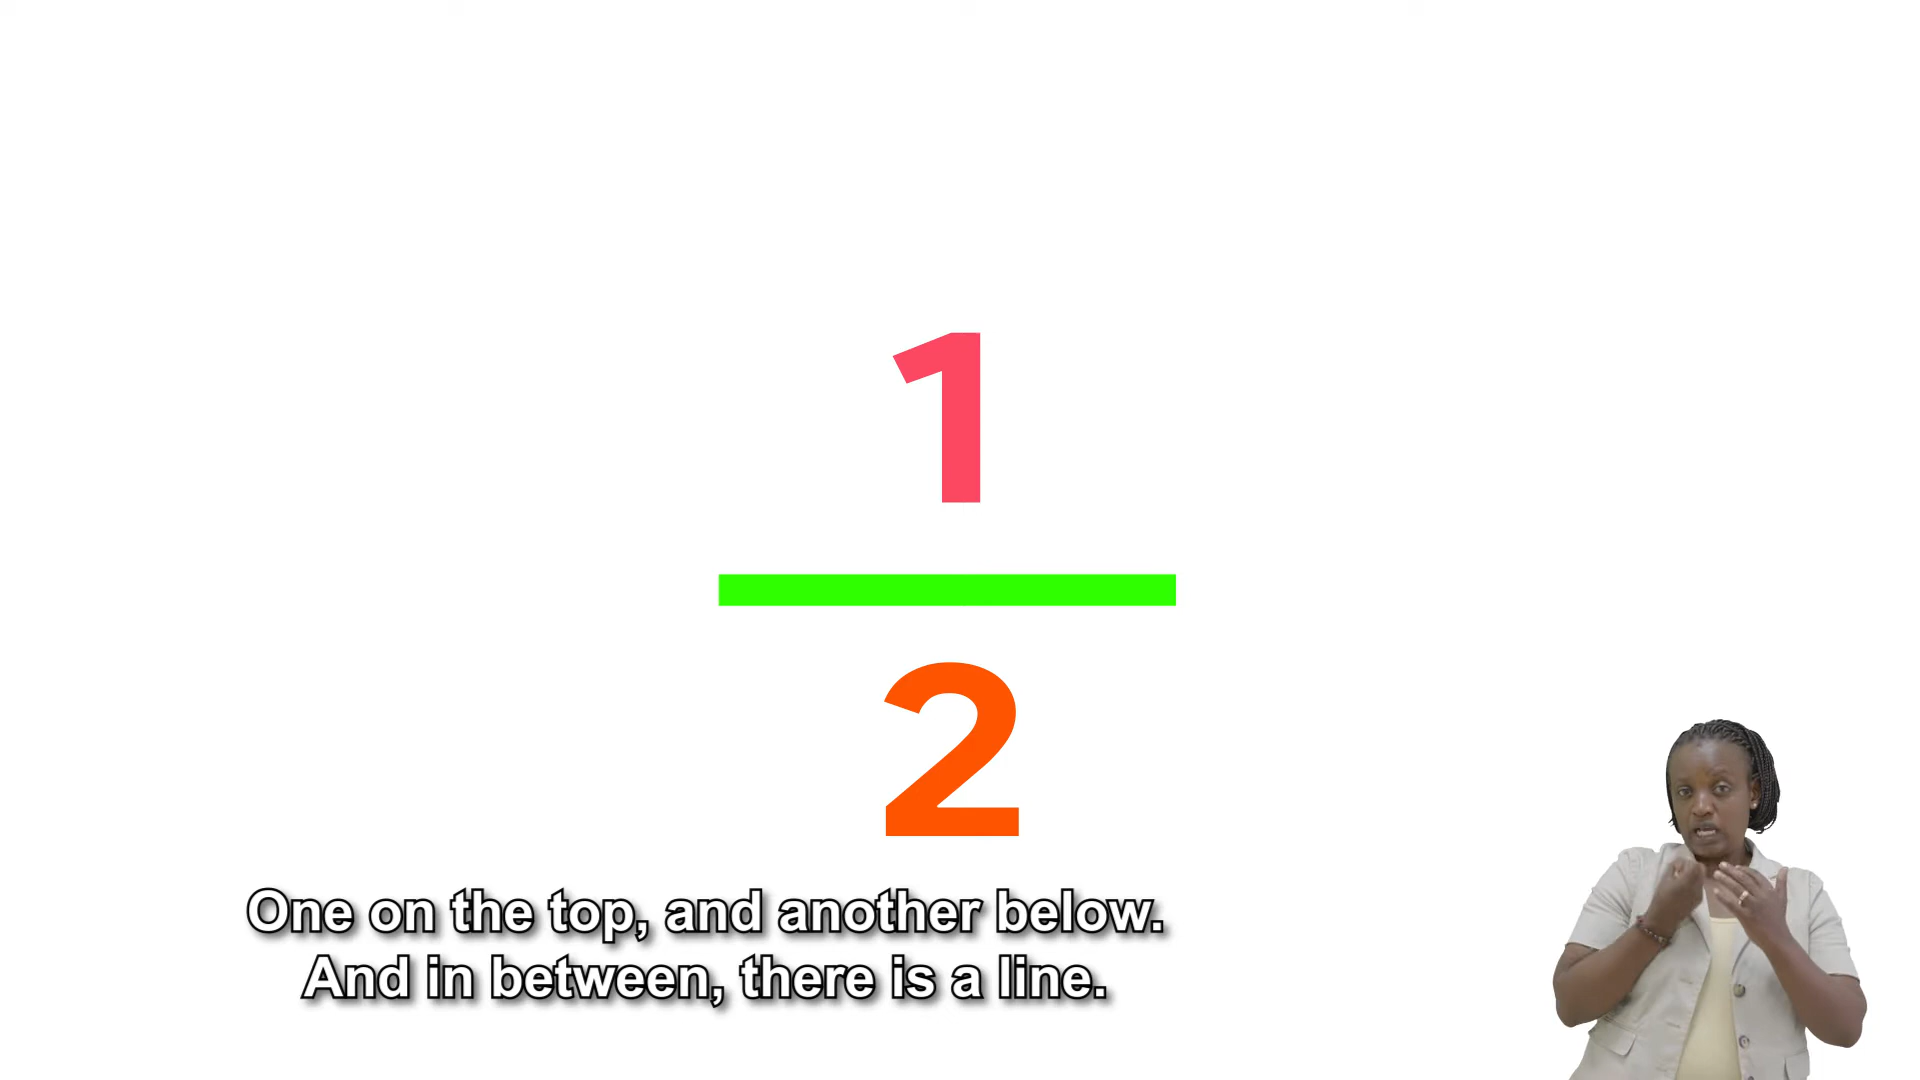 1
2
One on the top, and another below.
And in between, there is a line.